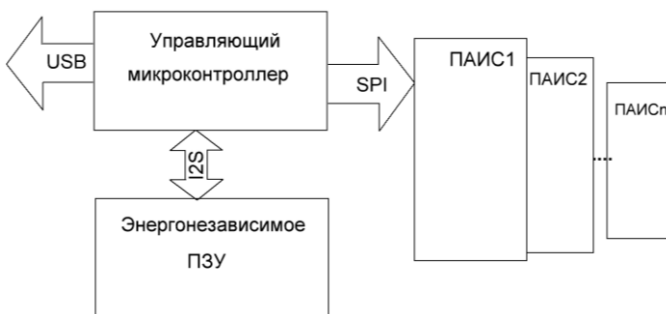 Управляющий
микроконтроллер
USB
SPI
ПАИС1
ПАИС2
ПАИСn
I2S
Энергонезависимое
ПЗУ